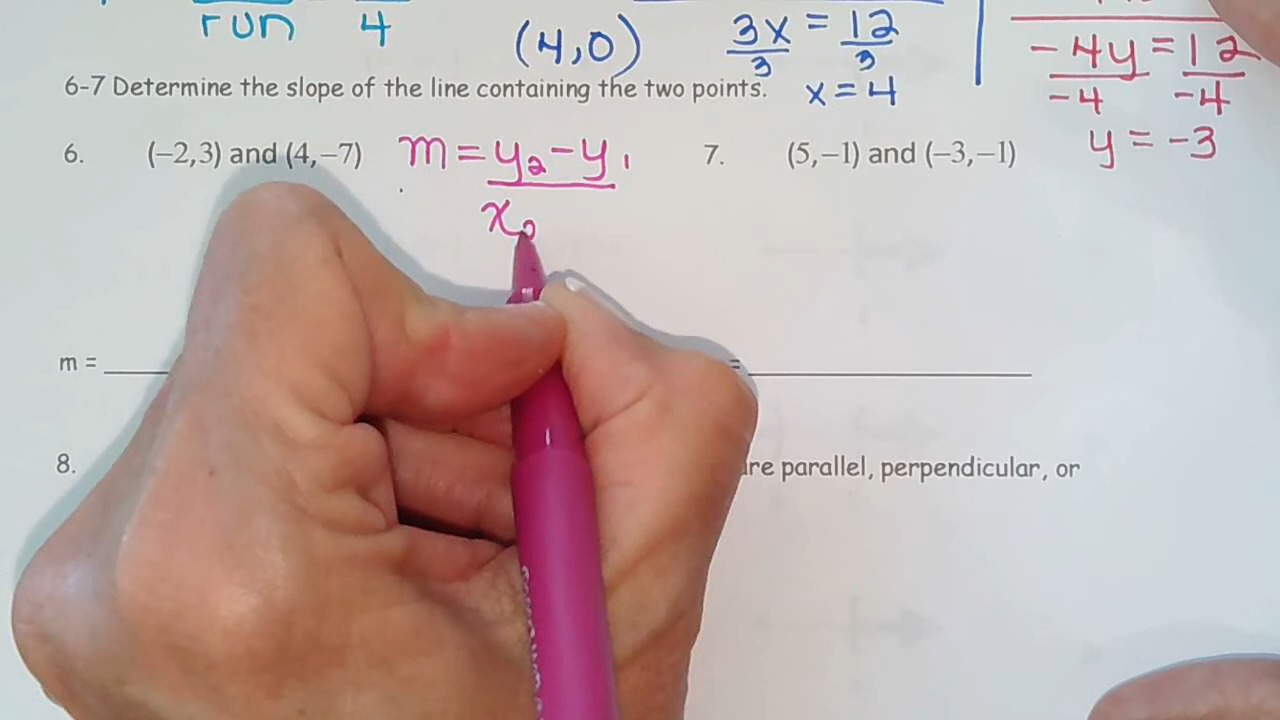 run 4
(4,0)
3x = 12
3 3
x = 4
-4y = 12
-4 -4
y = -3
6-7 Determine the slope of the line containing the two points.
6. (−2,3) and (4,−7) m = y₂ - y₁
x
7. (5,−1) and (−3,−1)
m =
=
8.
are parallel, perpendicular, or